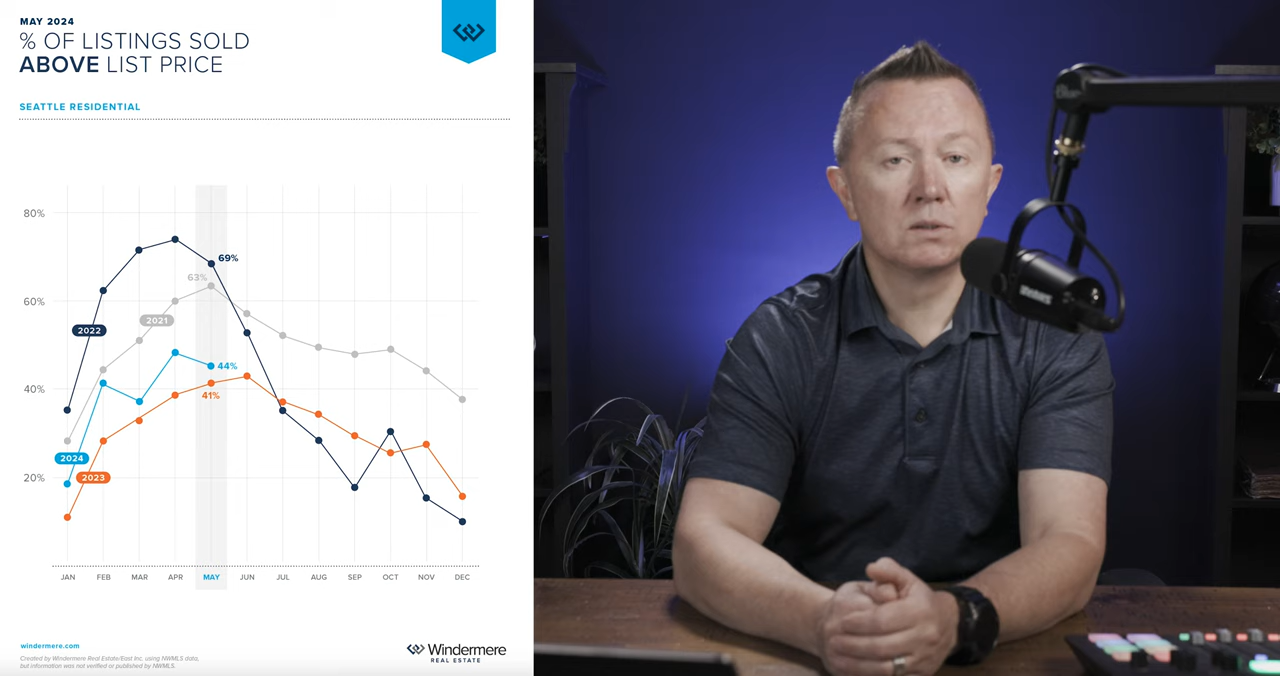 MAY 2024
% OF LISTINGS SOLD
ABOVE LIST PRICE
SEATTLE RESIDENTIAL
80%
60%
40%
20%
69%
63%
2022
2021
44%
41%
2024
2023
JAN FEB MAR APR MAY JUN JUL AUG SEP OCT NOV DEC
windermere.com
Created by Windermere Real Estate/East Inc. using NWMLS data,
but information was not verified or published by NWMLS.
Windermere
REAL ESTATE